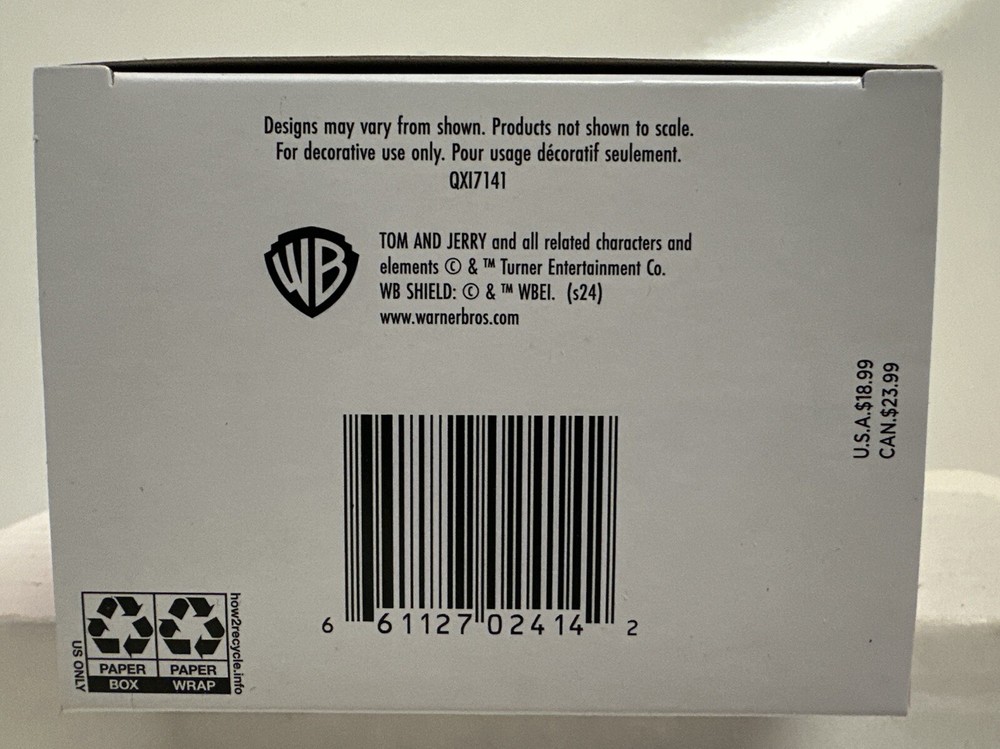 Designs may vary from shown. Products not shown to scale.
For decorative use only. Pour usage décoratif seulement.
QXI7141
WB
TOM AND JERRY and all related characters and
elements © & ™ Turner Entertainment Co.
WB SHIELD: © & ™ WBEI. (s24)
www.warnerbros.com
U.S.A.$18.99
CAN.$23.99
6 61127 02414 2
US ONLY
PAPER PAPER
BOX WRAP
how2recycle.info